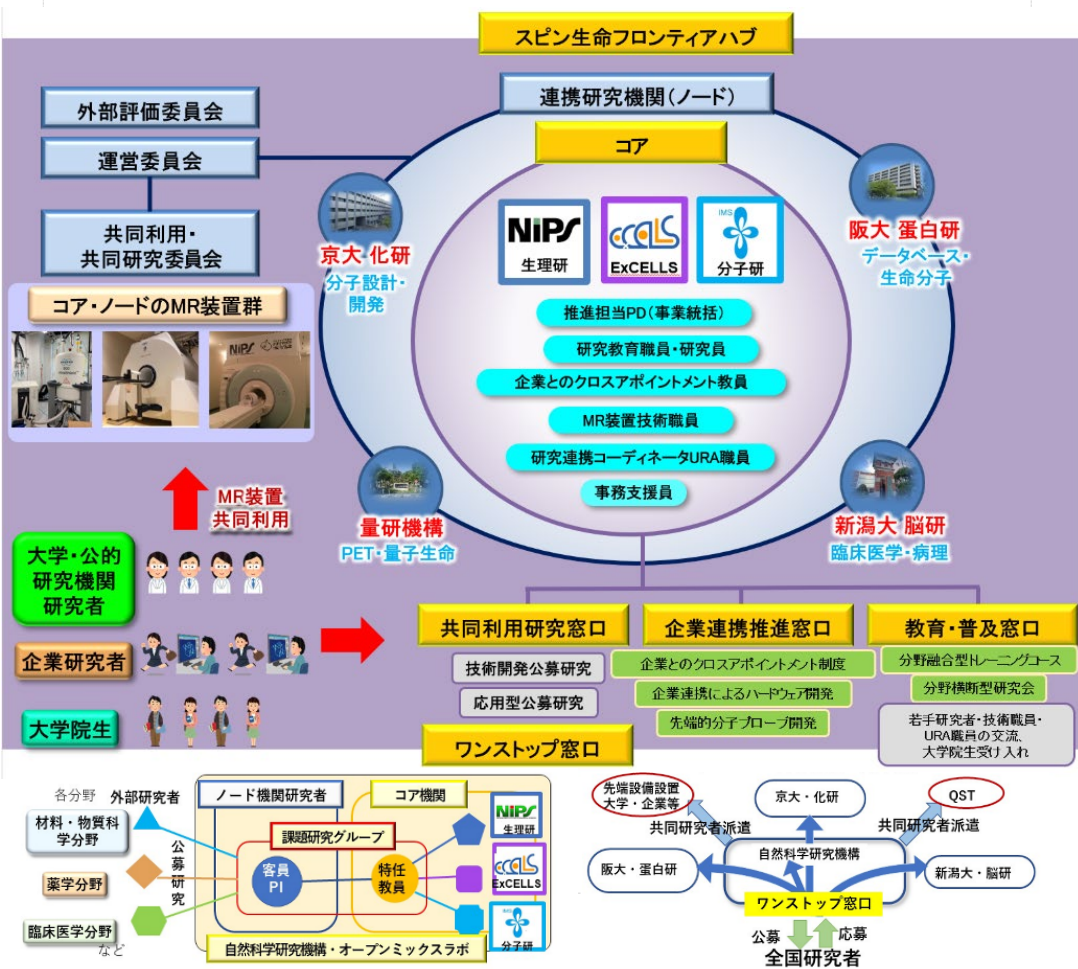 スピン生命フロンティアハブ
外部評価委員会
運営委員会
共同利用・
共同研究委員会
連携研究機関（ノード）
コア
NiPS
生理研
ExCELLS
ExCELLS
IMS
分子研
京大 化研
分子設計・
開発
阪大 蛋白研
データベース・
生命分子
推進担当PD（事業統括）
研究教育職員・研究員
企業とのクロスアポイントメント教員
MR装置技術職員
研究連携コーディネータURA職員
事務支援員
コア・ノードのMR装置群
NiPS
量研機構
PET・量子生命
新潟大 脳研
臨床医学・病理
MR装置
共同利用
大学・公的
研究機関
研究者
企業研究者
大学院生
共同利用研究窓口
技術開発公募研究
応用型公募研究
企業連携推進窓口
企業とのクロスアポイントメント制度
企業連携によるハードウェア開発
先端的分子プローブ開発
教育・普及窓口
分野融合型トレーニングコース
分野横断型研究会
若手研究者・技術職員・
URA職員の交流、
大学院生受け入れ
ワンストップ窓口
各分野
外部研究者
材料・物質科
学分野
薬学分野
臨床医学分野
など
公募研究
ノード機関研究者
コア機関
課題研究グループ
客員
PI
特任
教員
NiPS
生理研
ExCELLS
ExCELLS
分子研
自然科学研究機構・オープンミックスラボ
先端設備設置
大学・企業等
京大・化研
QST
共同研究者派遣
共同研究者派遣
自然科学研究機構
阪大・蛋白研
新潟大・脳研
ワンストップ窓口
公募
応募
全国研究者